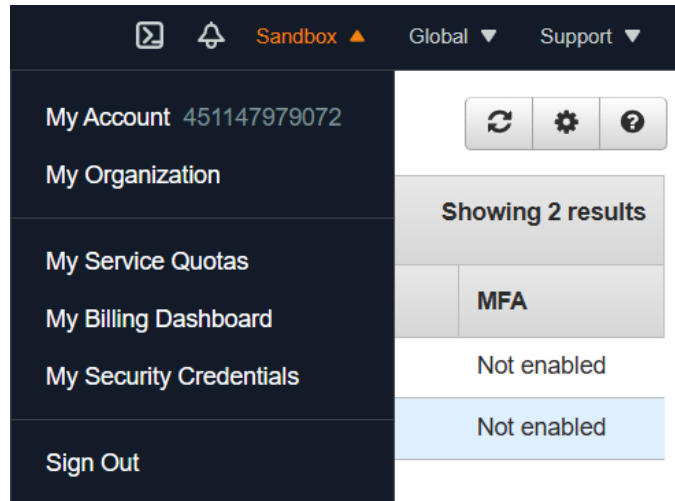 Sandbox Global Support
My Account 451147979072
My Organization
Showing 2 results
My Service Quotas
MFA
My Billing Dashboard
Not enabled
My Security Credentials
Not enabled
Sign Out